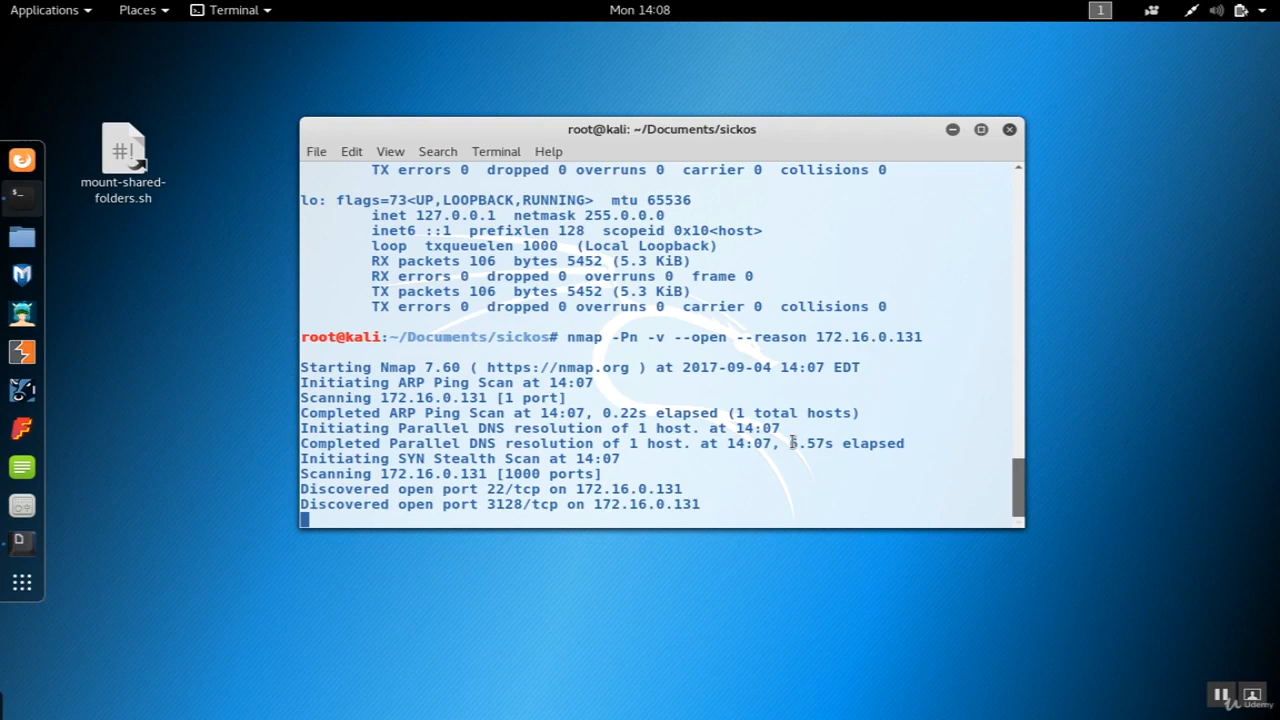 Applications Places Terminal Mon 14:08 1
mount-shared-
folders.sh
root@kali: ~/Documents/sickos
File Edit View Search Terminal Help
TX errors 0 dropped 0 overruns 0 carrier 0 collisions 0
lo: flags=73<UP,LOOPBACK,RUNNING> mtu 65536
inet 127.0.0.1 netmask 255.0.0.0
inet6 ::1 prefixlen 128 scopeid 0x10<host>
loop txqueuelen 1000 (Local Loopback)
RX packets 106 bytes 5452 (5.3 KiB)
RX errors 0 dropped 0 overruns 0 frame 0
TX packets 106 bytes 5452 (5.3 KiB)
TX errors 0 dropped 0 overruns 0 carrier 0 collisions 0
root@kali:~/Documents/sickos# nmap -Pn -v --open --reason 172.16.0.131
Starting Nmap 7.60 ( https://nmap.org ) at 2017-09-04 14:07 EDT
Initiating ARP Ping Scan at 14:07
Scanning 172.16.0.131 [1 port]
Completed ARP Ping Scan at 14:07, 0.22s elapsed (1 total hosts)
Initiating Parallel DNS resolution of 1 host. at 14:07
Completed Parallel DNS resolution of 1 host. at 14:07, elapsed
Initiating SYN Stealth Scan at 14:07
Scanning 172.16.0.131 [1000 ports]
Discovered open port 22/tcp on 172.16.0.131
Discovered open port 3128/tcp on 172.16.0.131
Udemy